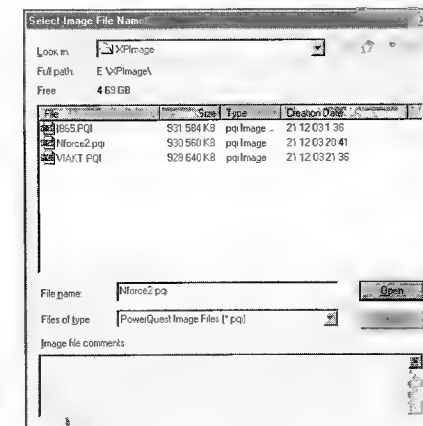 Select Image File Name
Look in: XPImage
Full path: E \XPImage\
Free 4 69 GB
File Size Type Creation Date
I865.PQI 931 584 KB pqi Image .. 21 12 03 1 36
Nforce2.pqi 930 560 KB pqi Image 21 12 03 20 41
VIAKT PQI 928 640 KB pqi Image 21 12 03 21 36
File name: Nforce2 pqi Open
Files of type PowerQuest Image Files (* pqi)
Image file comments